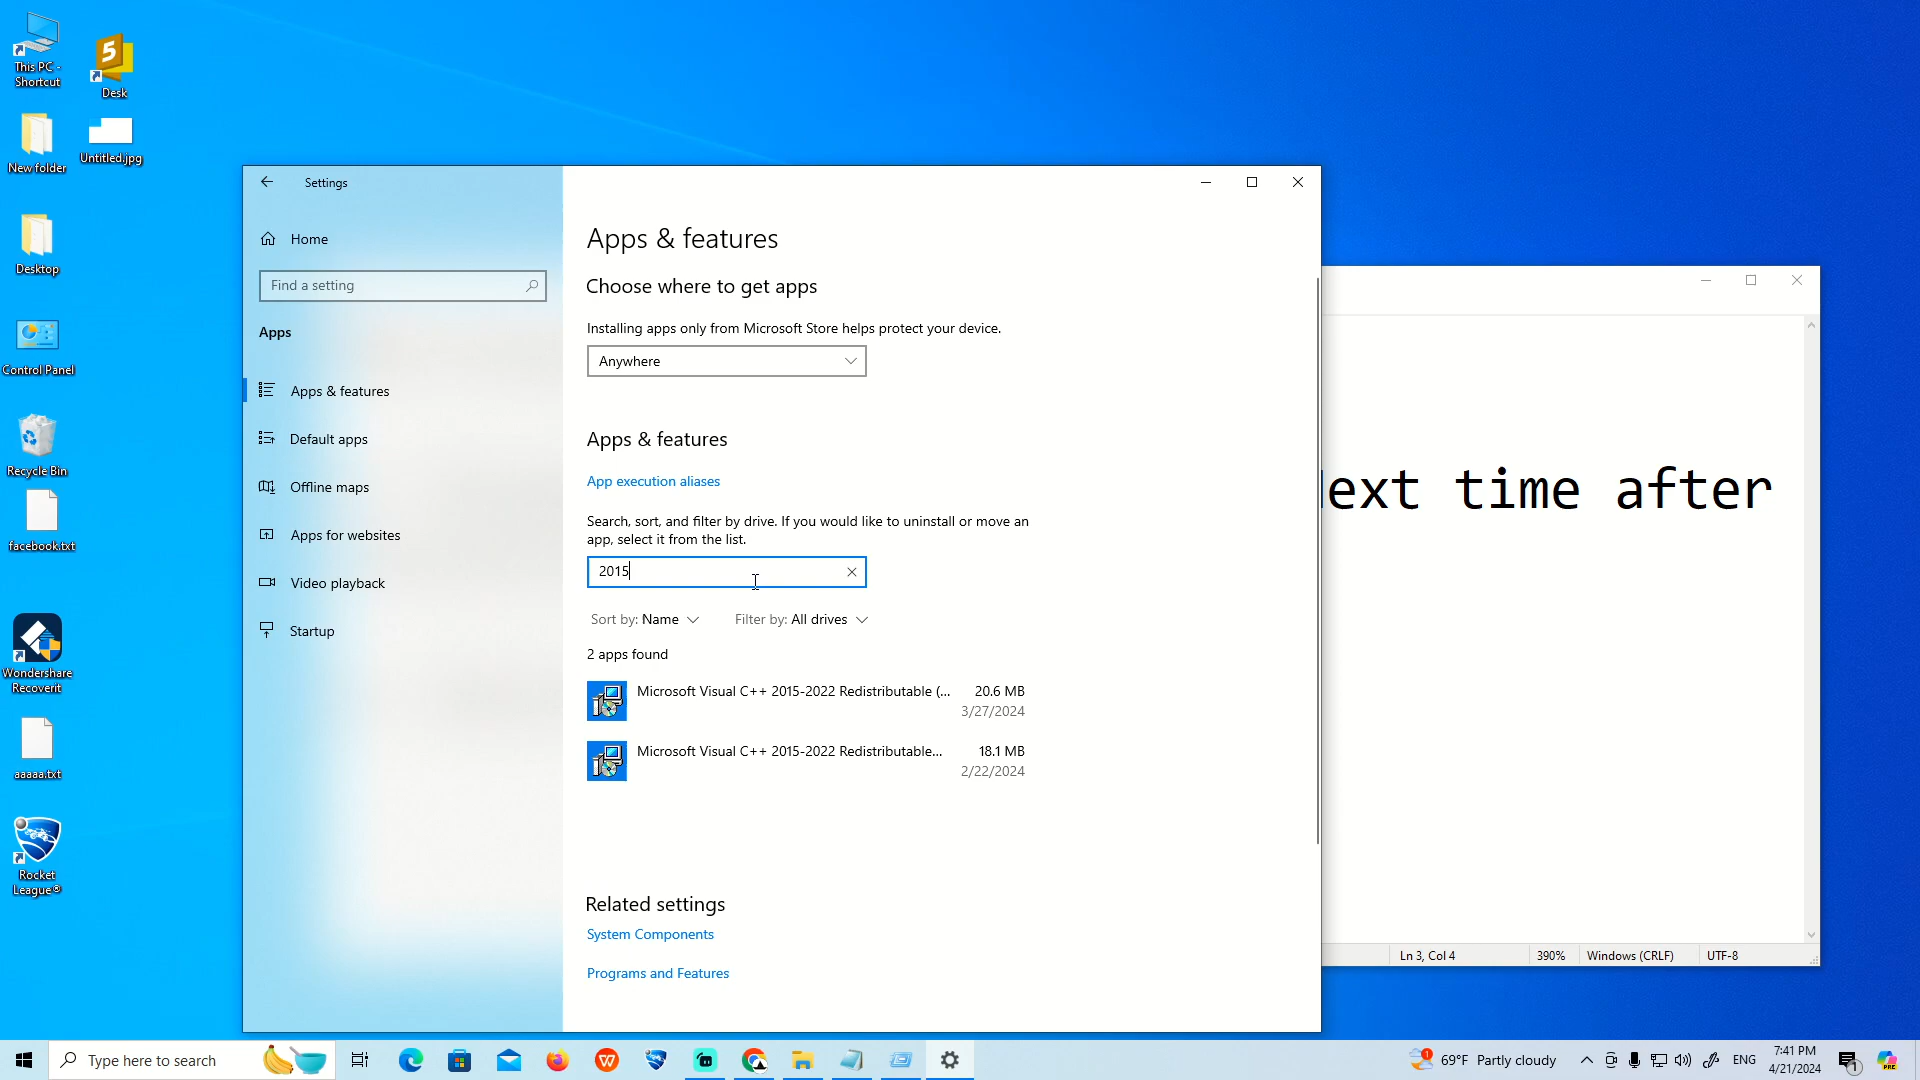 This PC -
Shortcut
Desk
New folder
Untitled.jpg
Desktop
Control Panel
Recycle Bin
facebook.txt
Wondershare
Recoverit
aaaaa.txt
Rocket
League®
Settings
Home
Find a setting
Apps
Apps & features
Default apps
Offline maps
Apps for websites
Video playback
Startup
Apps & features
Choose where to get apps
Installing apps only from Microsoft Store helps protect your device.
Anywhere
Apps & features
App execution aliases
Search, sort, and filter by drive. If you would like to uninstall or move an
app, select it from the list.
2015
Sort by: Name Filter by: All drives
2 apps found
Microsoft Visual C++ 2015-2022 Redistributable (... 20.6 MB
3/27/2024
Microsoft Visual C++ 2015-2022 Redistributable... 18.1 MB
2/22/2024
Related settings
System Components
Programs and Features
ext time after
Ln 3, Col 4 390% Windows (CRLF) UTF-8
Type here to search
69°F Partly cloudy
ENG
7:41 PM
4/21/2024
1
1
PRE